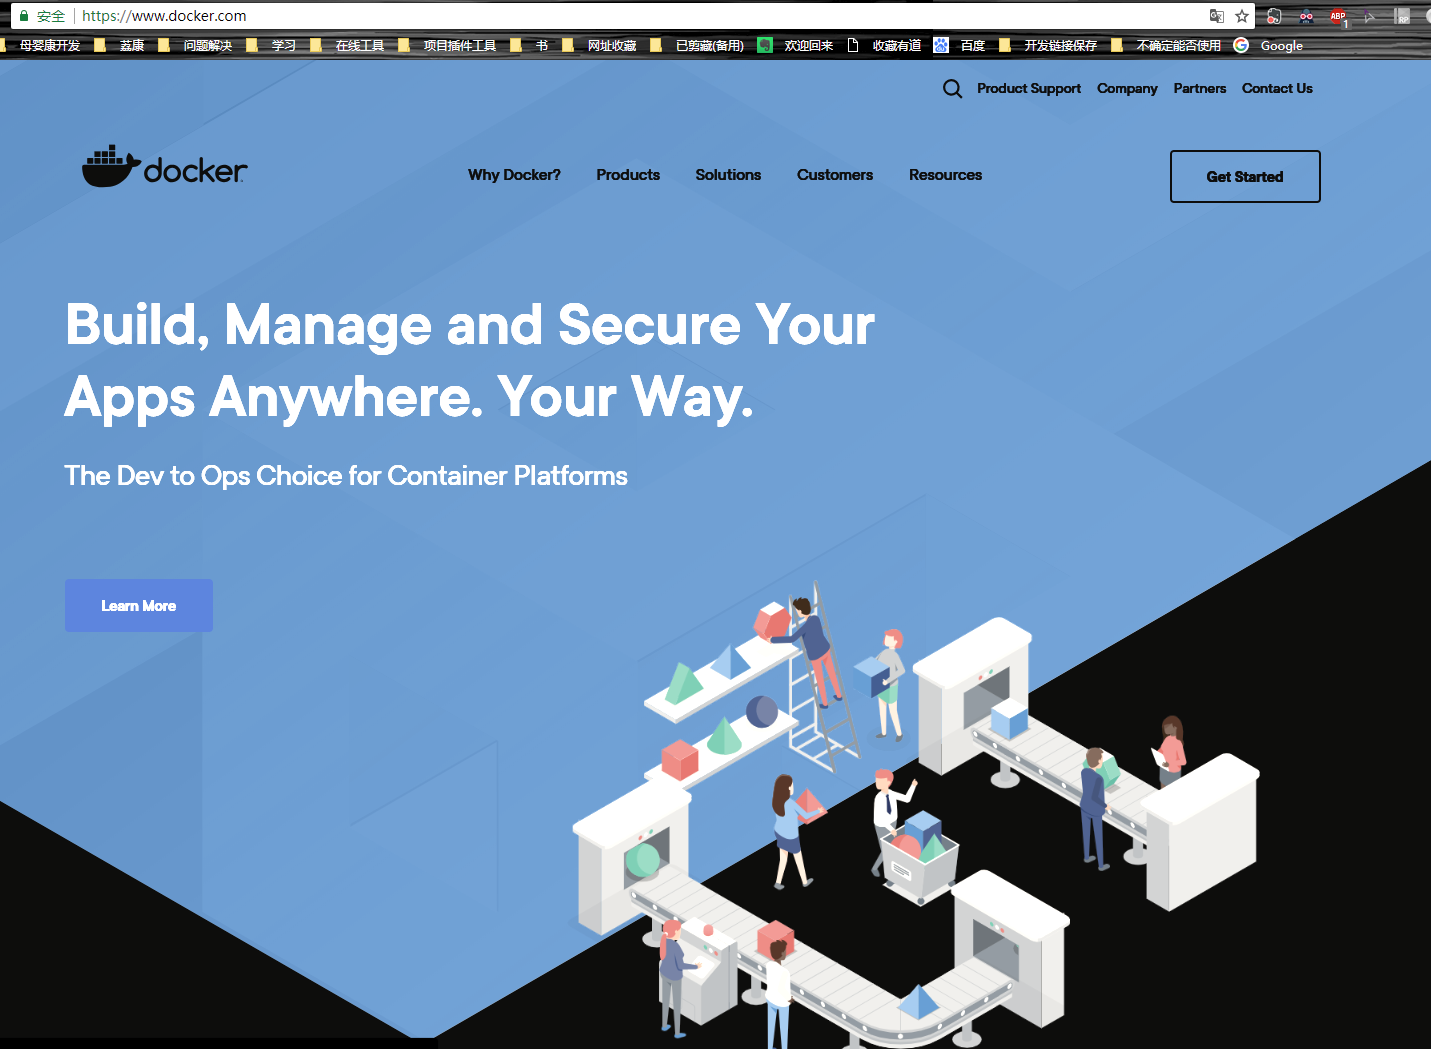 安全 https://www.docker.com
母婴康开发 荔康 问题解决 学习 在线工具 项目插件工具 书 网址收藏 已剪藏(备用) 欢迎回来 收藏有道 百度 开发链接保存 不确定能否使用 Google
ABP 1 RP
Product Support Company Partners Contact Us
docker
Why Docker? Products Solutions Customers Resources Get Started
Build, Manage and Secure Your
Apps Anywhere. Your Way.
The Dev to Ops Choice for Container Platforms
Learn More